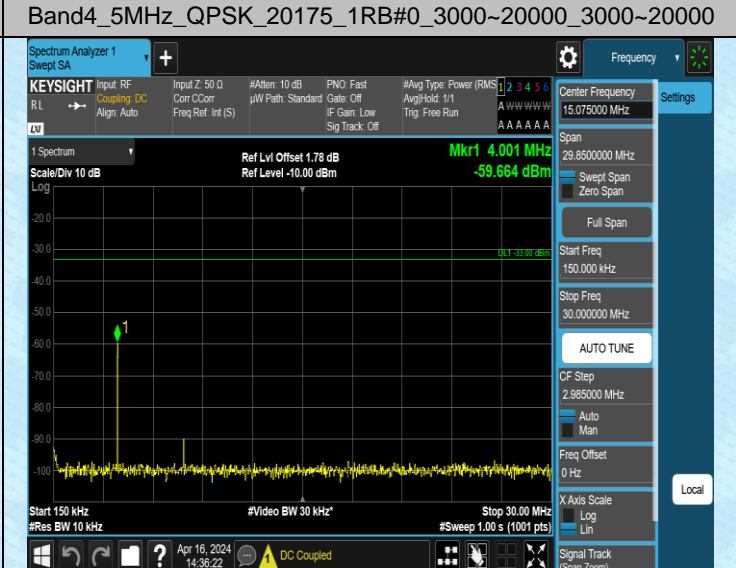 Band4_5MHz_QPSK_20175_1RB#0_3000~20000_3000~20000
Spectrum Analyzer 1
Swept SA
Frequency
KEYSIGHT
RL
LXI
Input: RF
Coupling: DC
Align: Auto
Input Z: 50 Ω
Corr CCorr
Freq Ref: Int (S)
#Atten: 10 dB
µW Path: Standard
PNO: Fast
Gate: Off
IF Gain: Low
Sig Track: Off
#Avg Type: Power (RMS
Avg|Hold: 1/1
Trig: Free Run
1 2 3 4 5 6
A W W W W W
A A A A A A
1 Spectrum
Scale/Div 10 dB
Log
Ref Lvl Offset 1.78 dB
Ref Level -10.00 dBm
Mkr1 4.001 MHz
-59.664 dBm
-20.0
-30.0
DL1 -33.00 dBm
-40.0
-50.0
1
-60.0
-70.0
-80.0
-90.0
-100
Start 150 kHz
#Res BW 10 kHz
#Video BW 30 kHz*
Stop 30.00 MHz
#Sweep 1.00 s (1001 pts)
Center Frequency
15.075000 MHz
Settings
Span
29.8500000 MHz
Swept Span
Zero Span
Full Span
Start Freq
150.000 kHz
Stop Freq
30.000000 MHz
AUTO TUNE
CF Step
2.985000 MHz
Auto
Man
Freq Offset
0 Hz
X Axis Scale
Log
Lin
Local
Signal Track
(Span Zoom)
?
Apr 16, 2024
14:36:22
DC Coupled